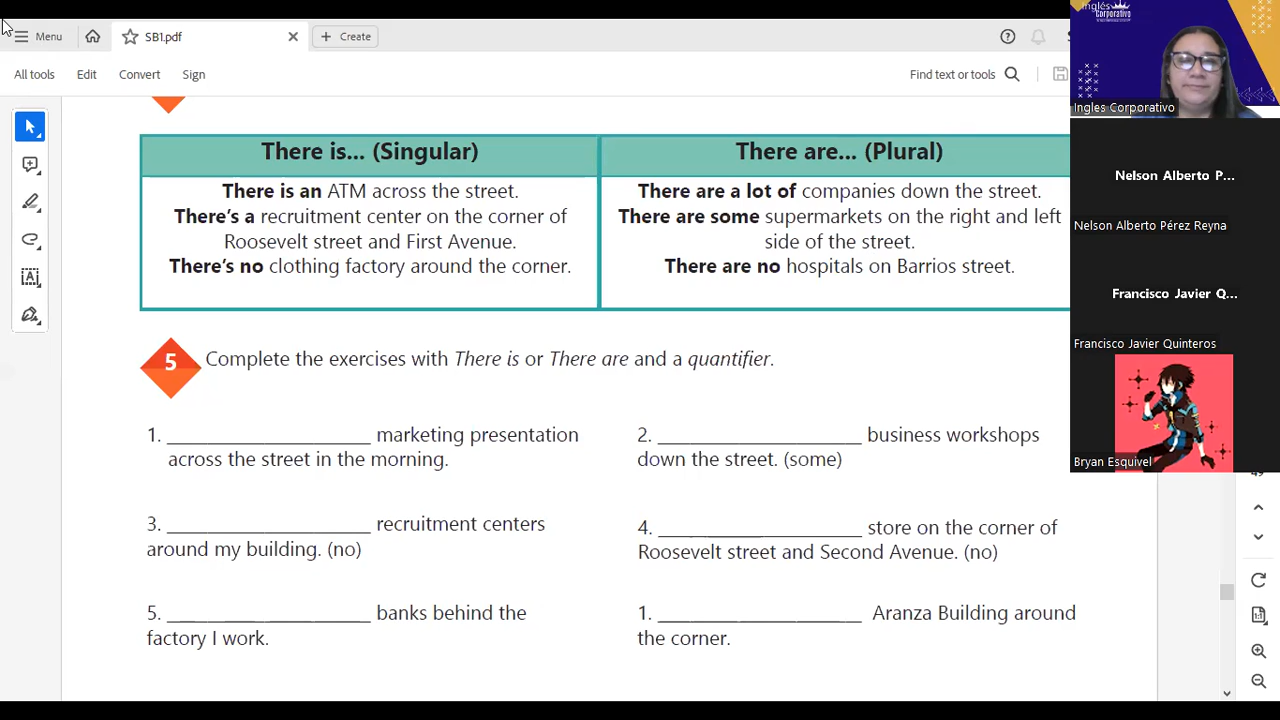 Menu
SB1.pdf
Create
All tools
Edit
Convert
Sign
Find text or tools
There is... (Singular)
There are... (Plural)
There is an ATM across the street.
There's a recruitment center on the corner of
Roosevelt street and First Avenue.
There's no clothing factory around the corner.
There are a lot of companies down the street.
There are some supermarkets on the right and left
side of the street.
There are no hospitals on Barrios street.
5
Complete the exercises with There is or There are and a quantifier.
1. ____________________ marketing presentation
across the street in the morning.
2. ____________________ business workshops
down the street. (some)
3. ____________________ recruitment centers
around my building. (no)
4. ____________________ store on the corner of
Roosevelt street and Second Avenue. (no)
5. ____________________ banks behind the
factory I work.
1. ____________________ Aranza Building around
the corner.
Inglés
Corporativo
Ingles Corporativo
Nelson Alberto P...
Nelson Alberto Pérez Reyna
Francisco Javier Q...
Francisco Javier Quinteros
Bryan Esquivel